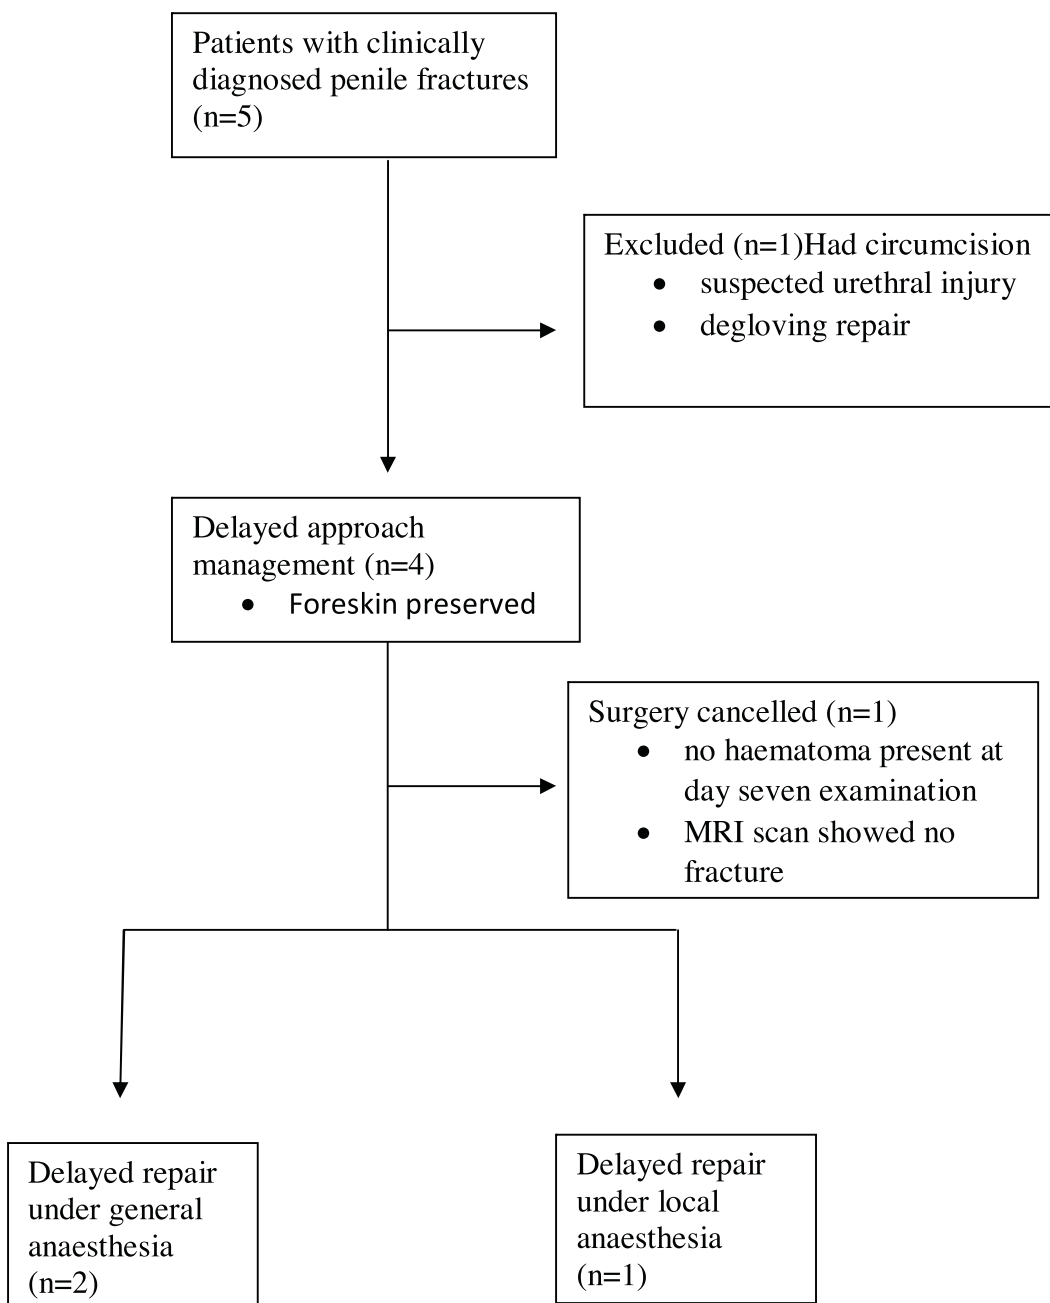 Patients with clinically
diagnosed penile fractures
(n=5)
Excluded (n=1)Had circumcision
• suspected urethral injury
• degloving repair
Delayed approach
management (n=4)
• Foreskin preserved
Surgery cancelled (n=1)
• no haematoma present at
day seven examination
• MRI scan showed no
fracture
Delayed repair
under general
anaesthesia
(n=2)
Delayed repair
under local
anaesthesia
(n=1)